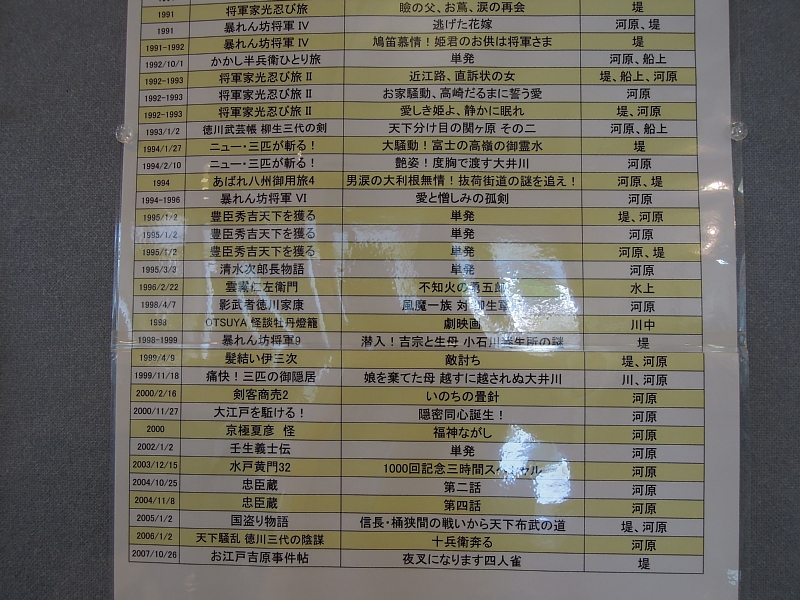 1991 将軍家光忍び旅 瞼の父、お蔦、涙の再会 堤
1991 暴れん坊将軍 Ⅳ 逃げた花嫁 河原、堤
1991-1992 暴れん坊将軍 Ⅳ 鳩笛慕情！姫君のお供は将軍さま 堤
1992/10/1 かかし半兵衛ひとり旅 単発 河原、船上
1992-1993 将軍家光忍び旅 Ⅱ 近江路、直訴状の女 堤、船上、河原
1992-1993 将軍家光忍び旅 Ⅱ お家騒動、高崎だるまに誓う愛 河原
1992-1993 将軍家光忍び旅 Ⅱ 愛しき姫よ、静かに眠れ 堤、河原
1993/1/2 徳川武芸帳 柳生三代の剣 天下分け目の関ヶ原 その二 河原、船上
1994/1/27 ニュー・三匹が斬る！ 大騒動！富士の高嶺の御霊水 堤
1994/2/10 ニュー・三匹が斬る！ 艶姿！度胸で渡す大井川 河原
1994 あばれ八州御用旅4 男涙の大利根無情！抜荷街道の謎を追え！ 河原、堤
1994-1996 暴れん坊将軍 Ⅵ 愛と憎しみの孤剣 河原
1995/1/2 豊臣秀吉天下を獲る 単発 堤、河原
1995/1/2 豊臣秀吉天下を獲る 単発 河原
1995/1/2 豊臣秀吉天下を獲る 単発 河原、堤
1995/3/3 清水次郎長物語 単発 河原
1996/2/22 雲霧仁左衛門 不知火の勇五郎 水上
1998/4/7 影武者徳川家康 風魔一族 対 柳生軍 河原
1998 OTSUYA 怪談牡丹燈籠 劇映画 川中
1998-1999 暴れん坊将軍9 潜入！吉宗と生母 小石川養生所の謎 堤
1999/4/9 髪結い伊三次 敵討ち 堤、河原
1999/11/18 痛快！三匹の御隠居 娘を棄てた母 越すに越されぬ大井川 川、河原
2000/2/16 剣客商売2 いのちの畳針 河原
2000/11/27 大江戸を駆ける！ 隠密同心誕生！ 河原
2000 京極夏彦 怪 福神ながし 河原
2002/1/2 壬生義士伝 単発 河原
2003/12/15 水戸黄門32 1000回記念三時間スペシャル 河原
2004/10/25 忠臣蔵 第二話 河原
2004/11/8 忠臣蔵 第四話 河原
2005/1/2 国盗り物語 信長・桶狭間の戦いから天下布武の道 堤、河原
2006/1/2 天下騒乱 徳川三代の陰謀 十兵衛奔る 河原
2007/10/26 お江戸吉原事件帖 夜叉になります四人雀 堤